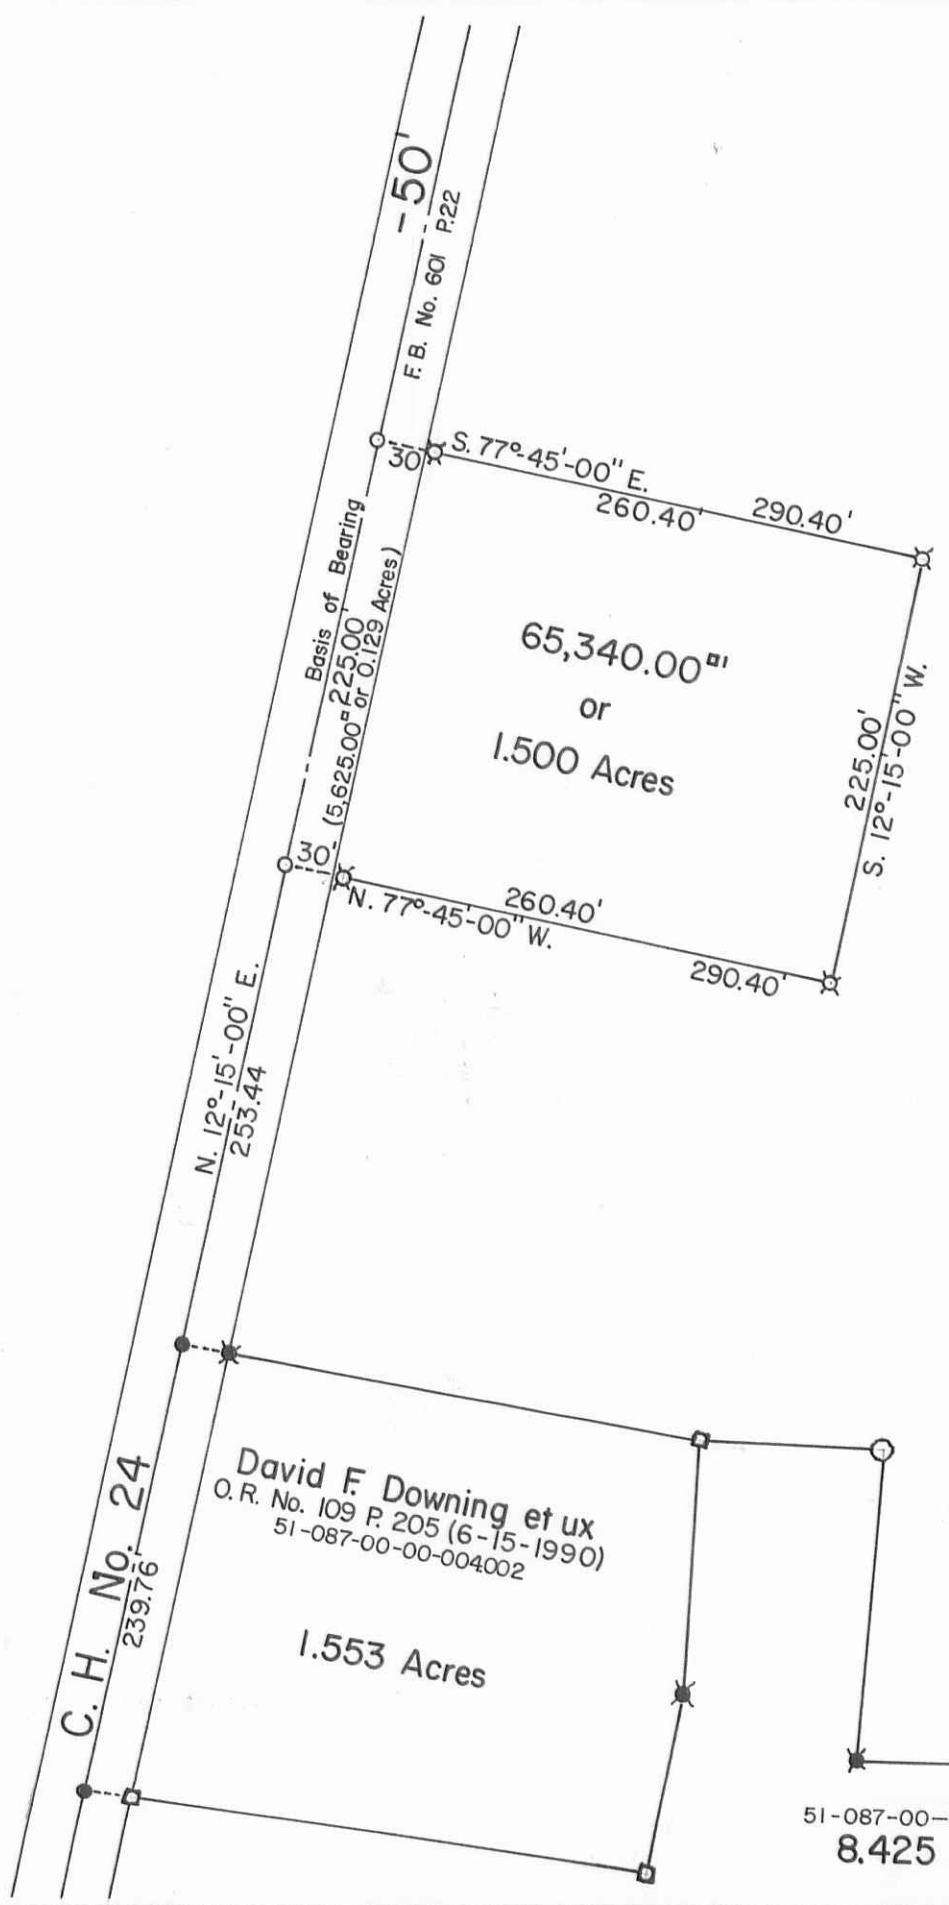 -50'
F.B. No. 601 P.22
30'
S. 77°-45'-00" E.
260.40'
290.40'
Basis of Bearing
225.00'
(5,625.00□' or 0.129 Acres)
65,340.00□'
or
1.500 Acres
225.00'
S. 12°-15'-00" W.
30'
N. 77°-45'-00" W.
260.40'
290.40'
N. 12°-15'-00" E.
253.44
C. H. No. 24
239.76'
David F. Downing et ux
O.R. No. 109 P. 205 (6-15-1990)
51-087-00-00-004002
1.553 Acres
51-087-00-
8.425